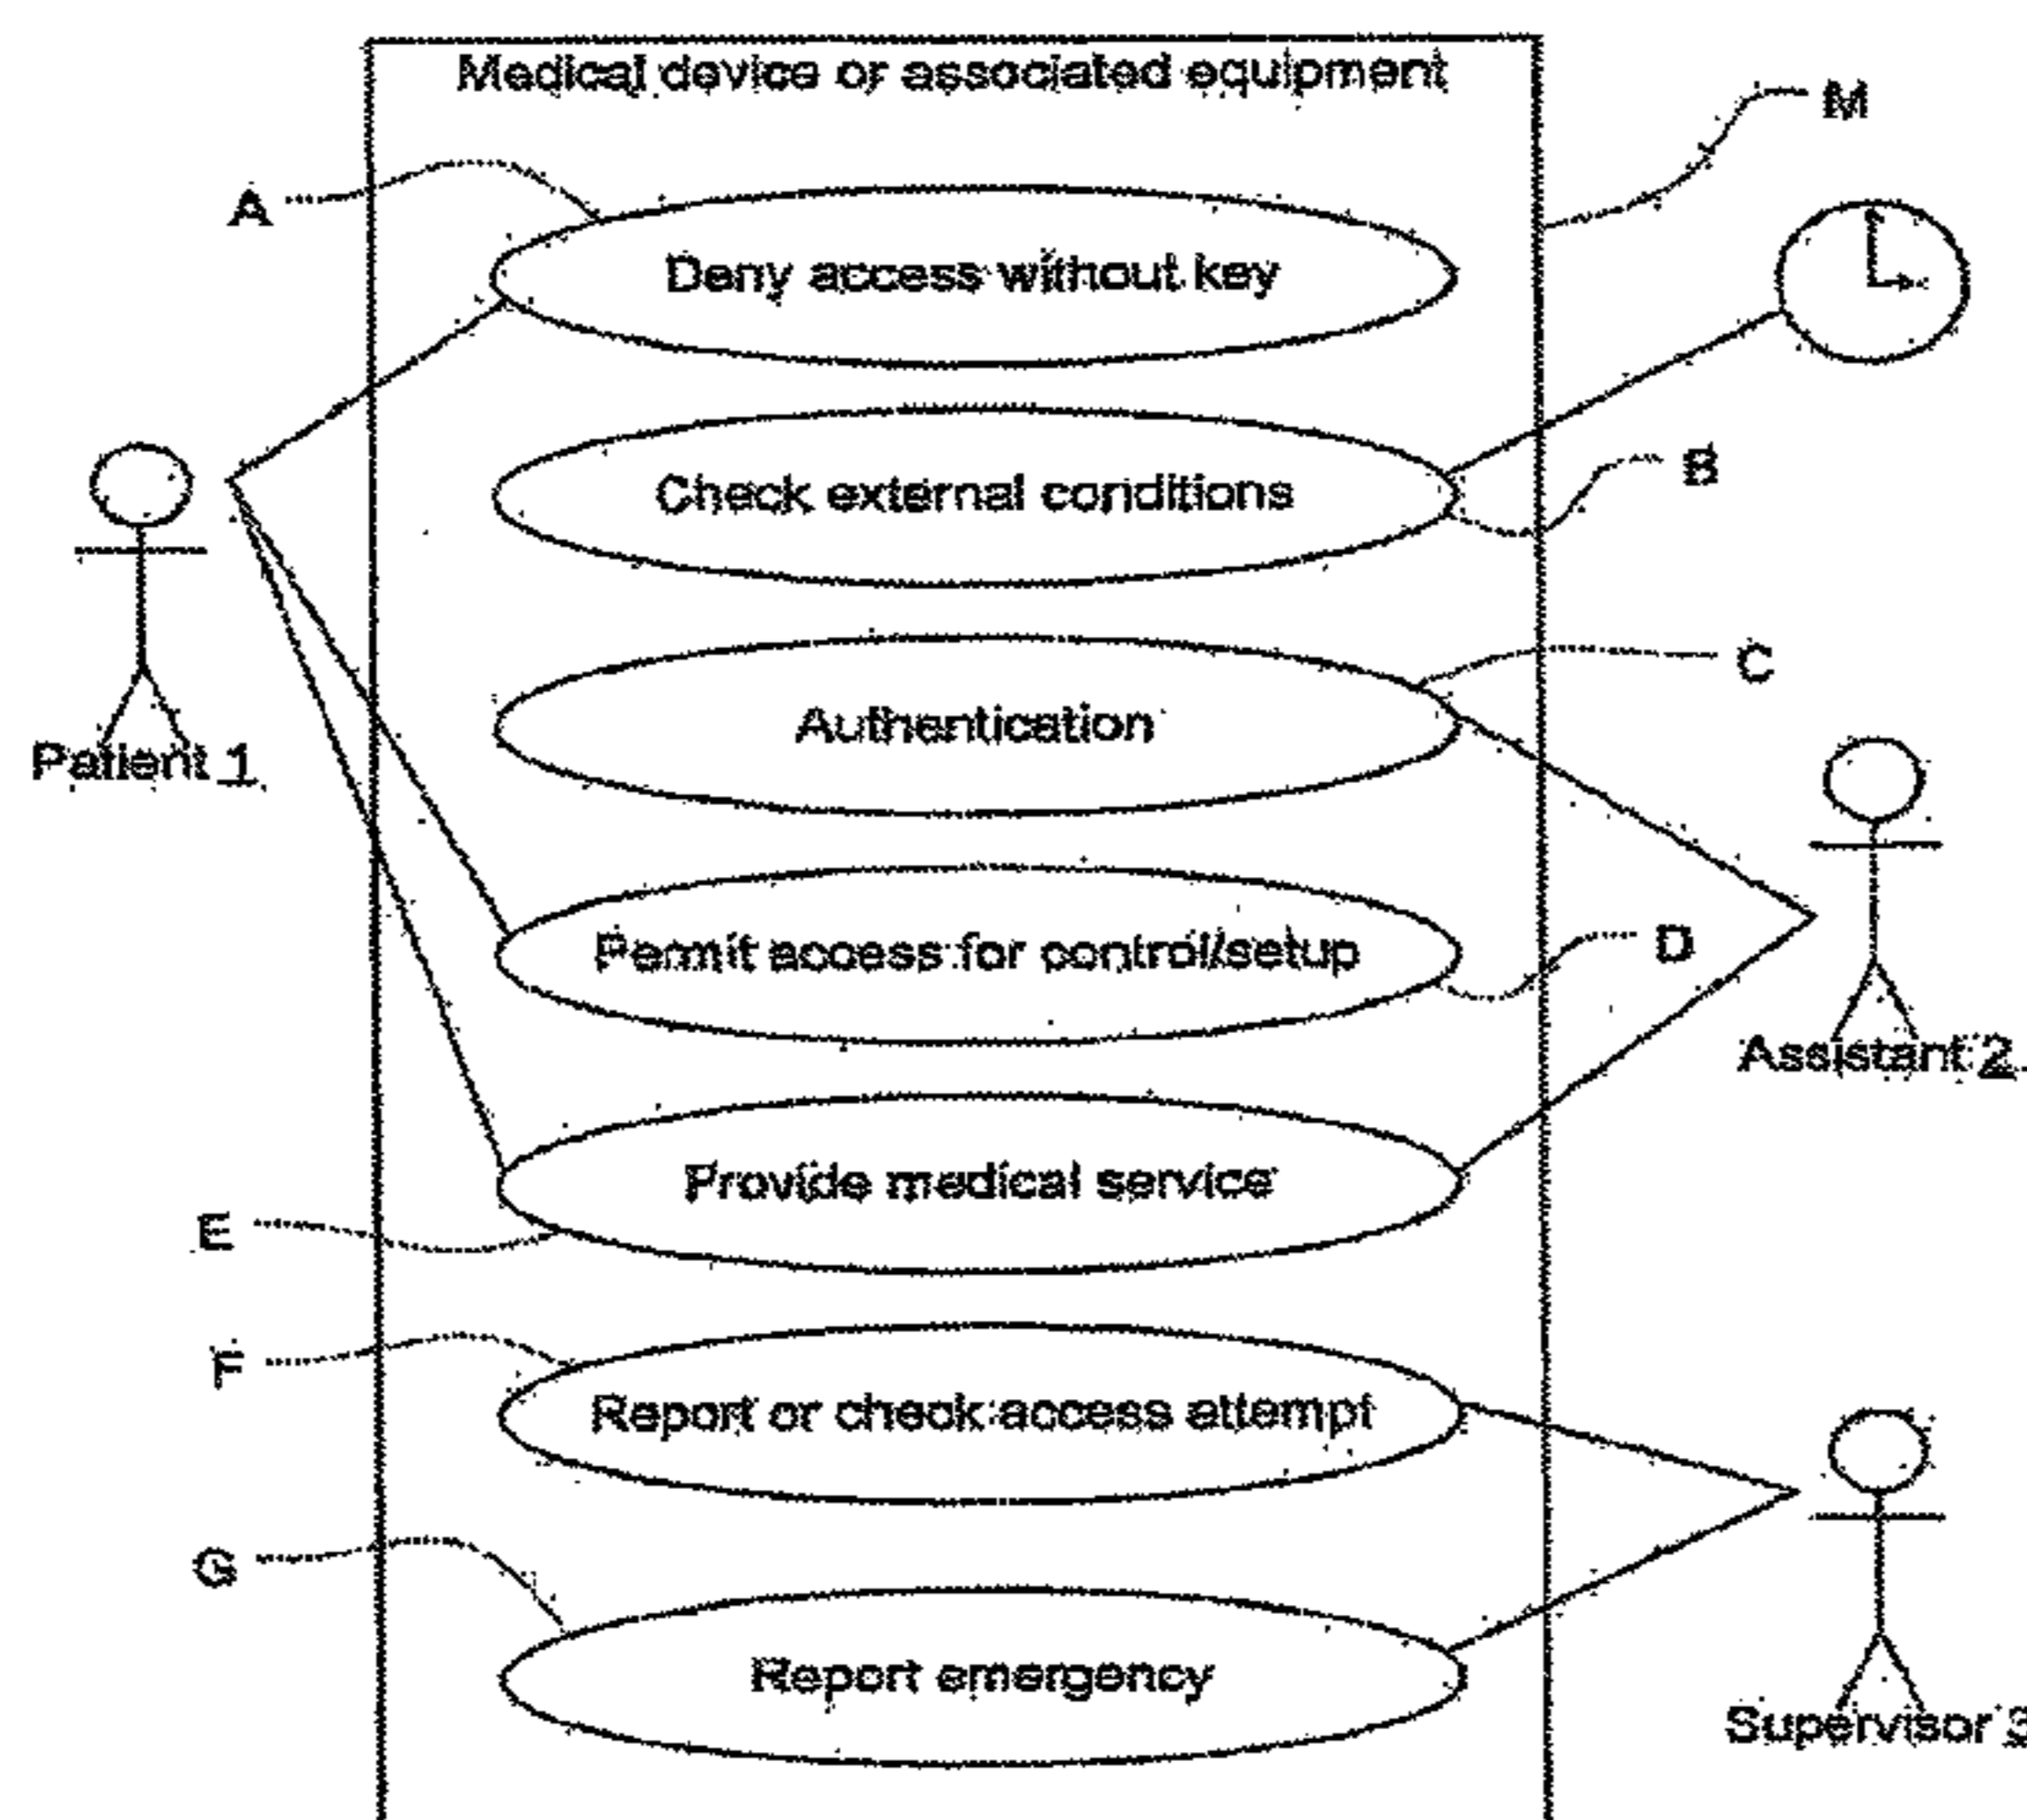 Medical device or associated equipment
M
A
Deny access without key
B
Check external conditions
C
Authentication
Patient 1
D
Permit access for control/setup
Assistant 2
Provide medical service
E
F
Report or check access attempt
G
Report emergency
Supervisor 3